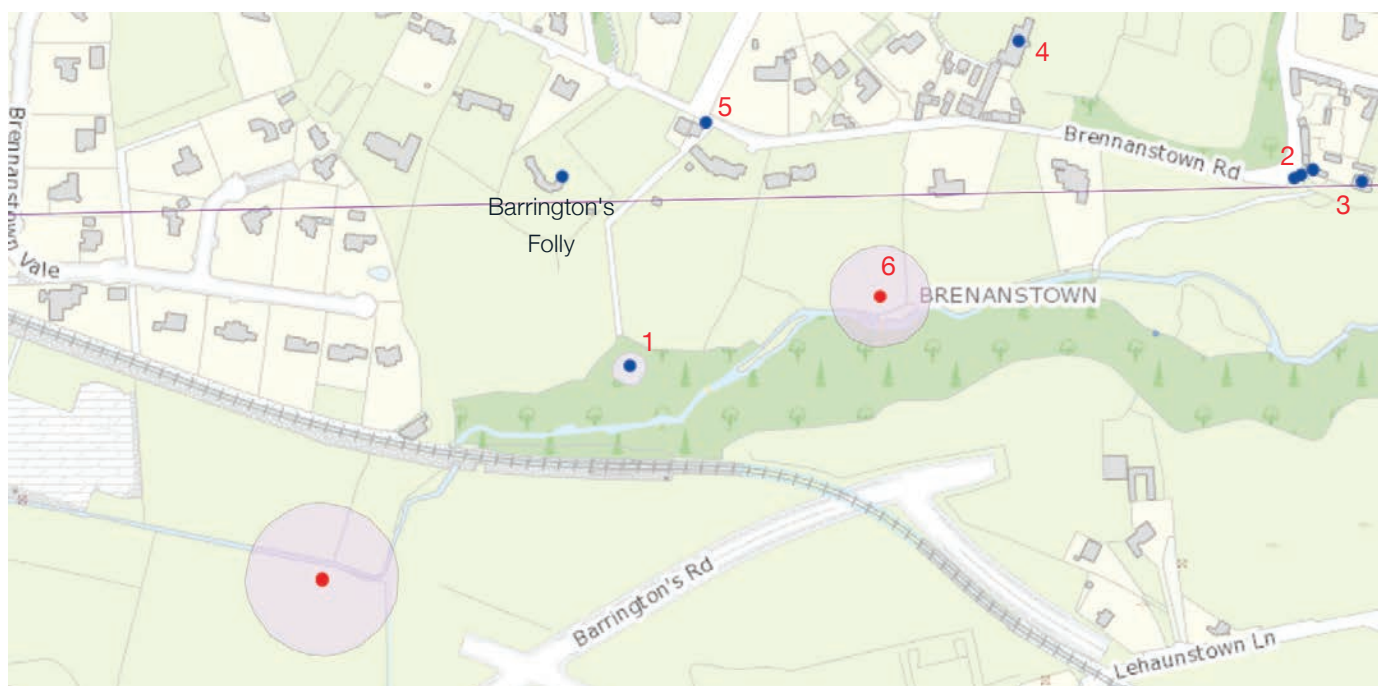 4
5
Brennanstown Rd
2
3
Barrington's
Folly
Brennanstown Vale
6
BRENANSTOWN
1
Barrington's Rd
Lehaunstown Ln